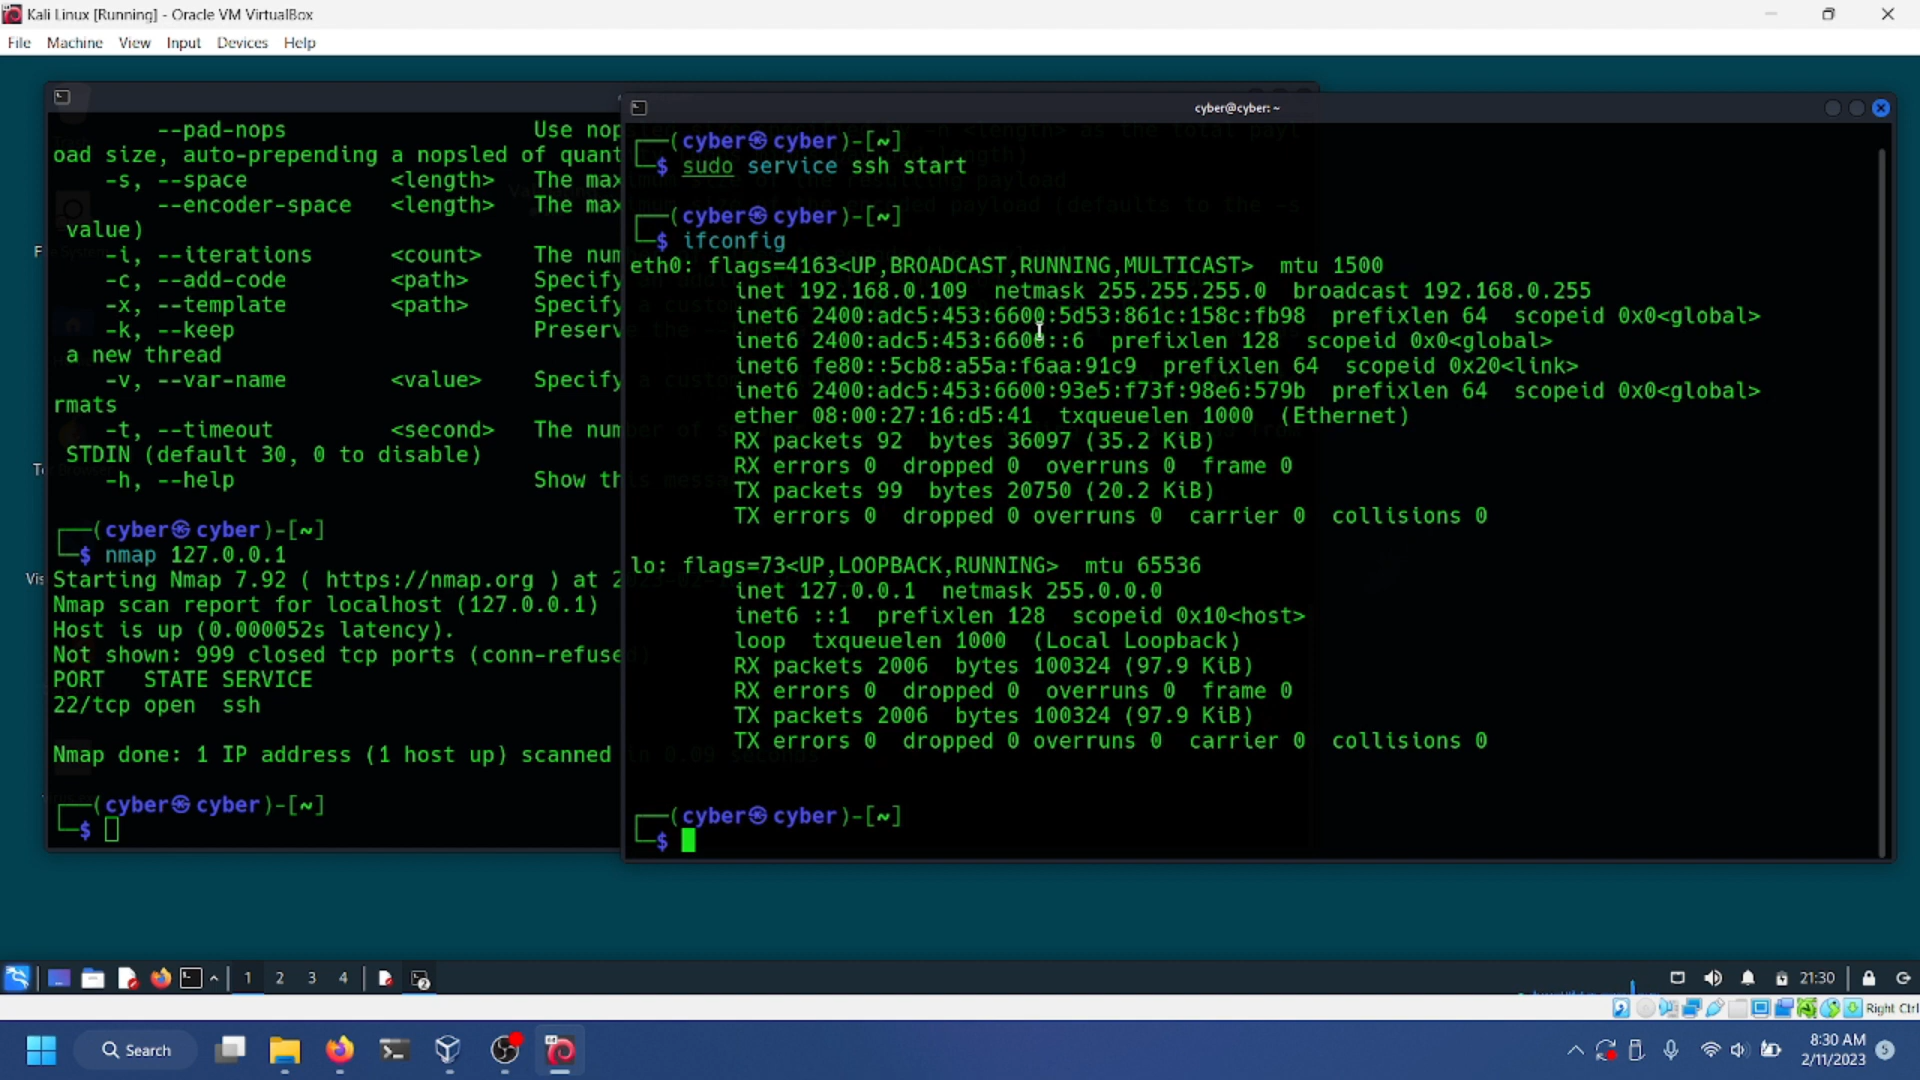 Kali Linux [Running] - Oracle VM VirtualBox
File Machine View Input Devices Help
--pad-nops Use nop
oad size, auto-prepending a nopsled of quant
-s, --space <length> The max
--encoder-space <length> The max
value)
-i, --iterations <count> The num
-c, --add-code <path> Specify
-x, --template <path> Specify
-k, --keep Preserv
a new thread
-v, --var-name <value> Specify
rmats
-t, --timeout <second> The num
STDIN (default 30, 0 to disable)
-h, --help Show th
┌──(cyber㉿cyber)-[~]
└─$ nmap 127.0.0.1
Starting Nmap 7.92 ( https://nmap.org ) at 2
Nmap scan report for localhost (127.0.0.1)
Host is up (0.000052s latency).
Not shown: 999 closed tcp ports (conn-refused)
PORT STATE SERVICE
22/tcp open ssh
Nmap done: 1 IP address (1 host up) scanned in 0.09 seconds
┌──(cyber㉿cyber)-[~]
└─$
cyber@cyber: ~
┌──(cyber㉿cyber)-[~]
└─$ sudo service ssh start
┌──(cyber㉿cyber)-[~]
└─$ ifconfig
eth0: flags=4163<UP,BROADCAST,RUNNING,MULTICAST> mtu 1500
inet 192.168.0.109 netmask 255.255.255.0 broadcast 192.168.0.255
inet6 2400:adc5:453:6600:5d53:861c:158c:fb98 prefixlen 64 scopeid 0x0<global>
inet6 2400:adc5:453:6600::6 prefixlen 128 scopeid 0x0<global>
inet6 fe80::5cb8:a55a:f6aa:91c9 prefixlen 64 scopeid 0x20<link>
inet6 2400:adc5:453:6600:93e5:f73f:98e6:579b prefixlen 64 scopeid 0x0<global>
ether 08:00:27:16:d5:41 txqueuelen 1000 (Ethernet)
RX packets 92 bytes 36097 (35.2 KiB)
RX errors 0 dropped 0 overruns 0 frame 0
TX packets 99 bytes 20750 (20.2 KiB)
TX errors 0 dropped 0 overruns 0 carrier 0 collisions 0
lo: flags=73<UP,LOOPBACK,RUNNING> mtu 65536
inet 127.0.0.1 netmask 255.0.0.0
inet6 ::1 prefixlen 128 scopeid 0x10<host>
loop txqueuelen 1000 (Local Loopback)
RX packets 2006 bytes 100324 (97.9 KiB)
RX errors 0 dropped 0 overruns 0 frame 0
TX packets 2006 bytes 100324 (97.9 KiB)
TX errors 0 dropped 0 overruns 0 carrier 0 collisions 0
┌──(cyber㉿cyber)-[~]
└─$
1 2 3 4
21:30
Right Ctrl
Search
8:30 AM
2/11/2023
5